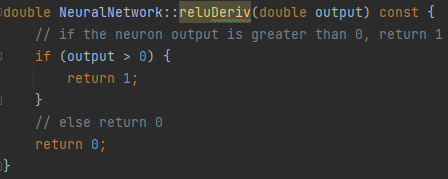 double NeuralNetwork::reluDeriv(double output) const {
    // if the neuron output is greater than 0, return 1
    if (output > 0) {
        return 1;
    }
    // else return 0
    return 0;
}